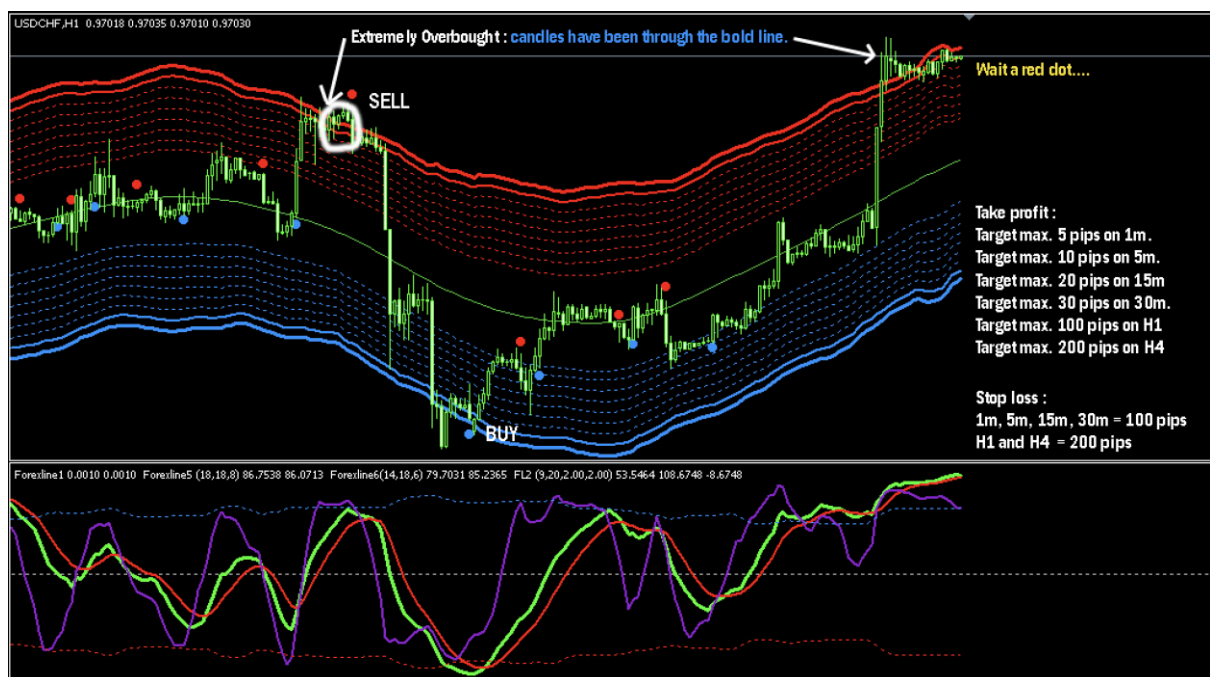 USDCHF,H1 0.97018 0.97035 0.97010 0.97030
Extremely Overbought : candles have been through the bold line.
Wait a red dot....
SELL
Take profit :
Target max. 5 pips on 1m.
Target max. 10 pips on 5m.
Target max. 20 pips on 15m
Target max. 30 pips on 30m.
Target max. 100 pips on H1
Target max. 200 pips on H4
Stop loss :
1m, 5m, 15m, 30m = 100 pips
H1 and H4 = 200 pips
BUY
Forexline1 0.0010 0.0010 Forexline5 (18,18,8) 86.7538 86.0713 Forexline6(14,18,6) 79.7031 85.2365 FL2 (9,20,2.00,2.00) 53.5464 108.6748 -8.6748